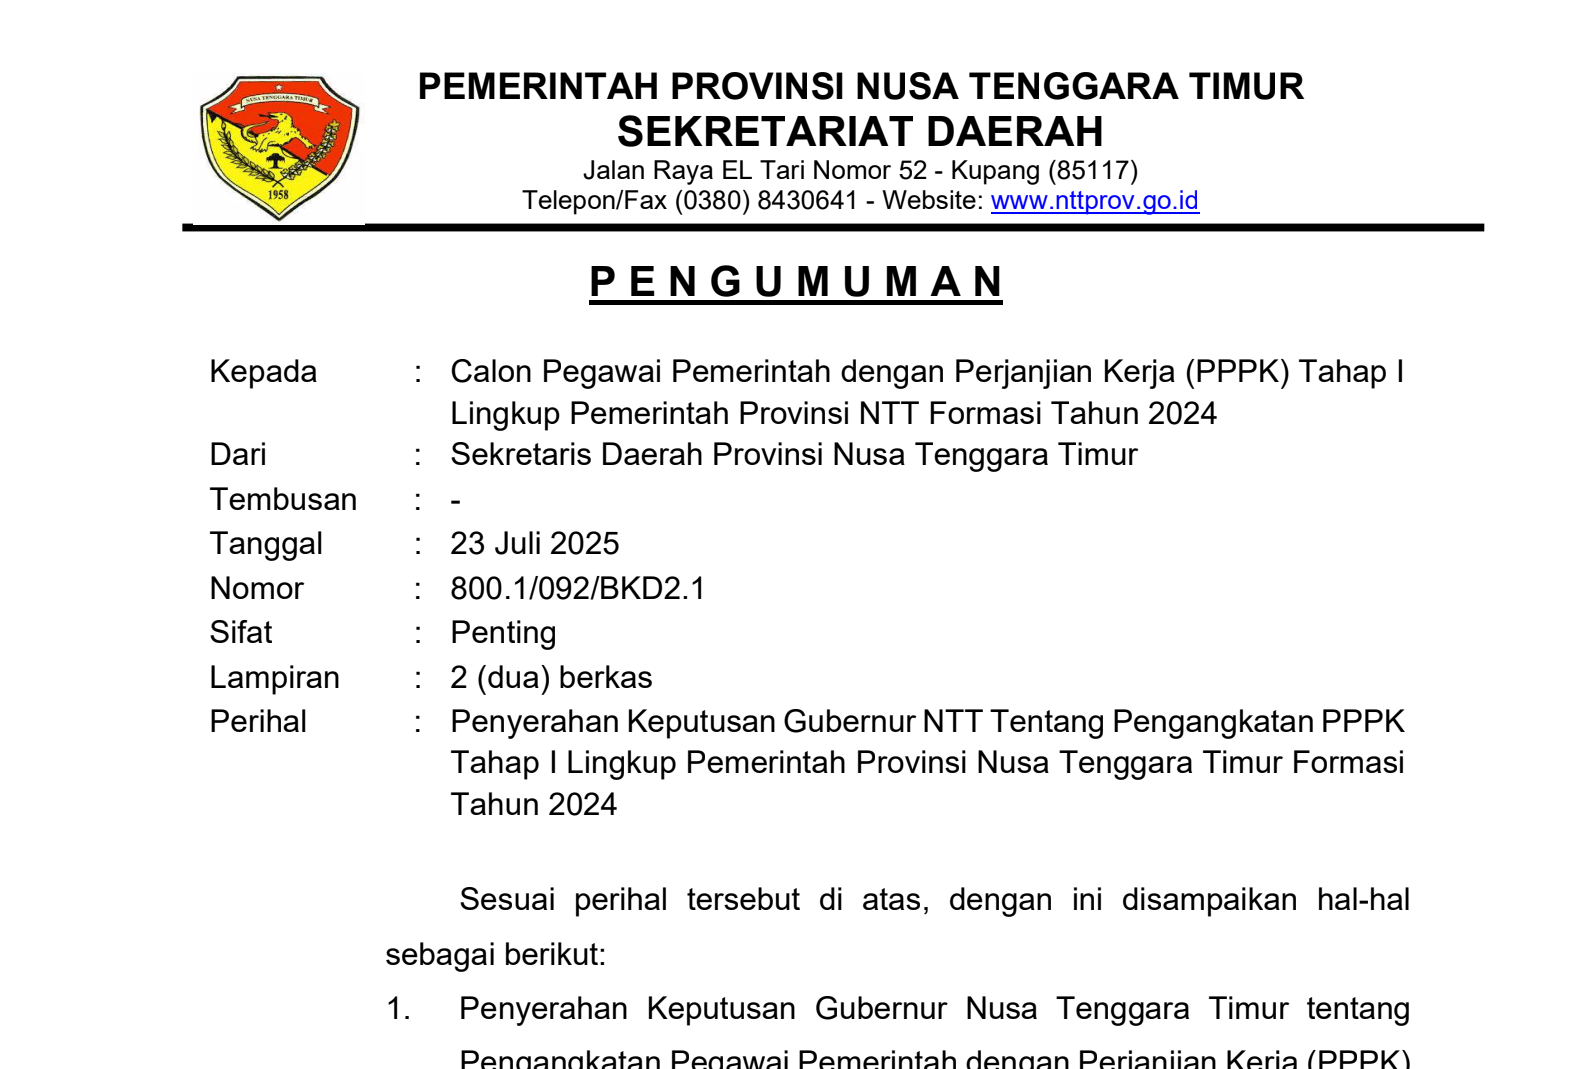 NUSA TENGGARA TIMUR
1958
PEMERINTAH PROVINSI NUSA TENGGARA TIMUR
SEKRETARIAT DAERAH
Jalan Raya EL Tari Nomor 52 - Kupang (85117)
Telepon/Fax (0380) 8430641 - Website: www.nttprov.go.id
P E N G U M U M A N
Kepada : Calon Pegawai Pemerintah dengan Perjanjian Kerja (PPPK) Tahap I
Lingkup Pemerintah Provinsi NTT Formasi Tahun 2024
Dari : Sekretaris Daerah Provinsi Nusa Tenggara Timur
Tembusan : -
Tanggal : 23 Juli 2025
Nomor : 800.1/092/BKD2.1
Sifat : Penting
Lampiran : 2 (dua) berkas
Perihal : Penyerahan Keputusan Gubernur NTT Tentang Pengangkatan PPPK
Tahap I Lingkup Pemerintah Provinsi Nusa Tenggara Timur Formasi
Tahun 2024
Sesuai perihal tersebut di atas, dengan ini disampaikan hal-hal
sebagai berikut:
1. Penyerahan Keputusan Gubernur Nusa Tenggara Timur tentang
Pengangkatan Pegawai Pemerintah dengan Perjanjian Kerja (PPPK)